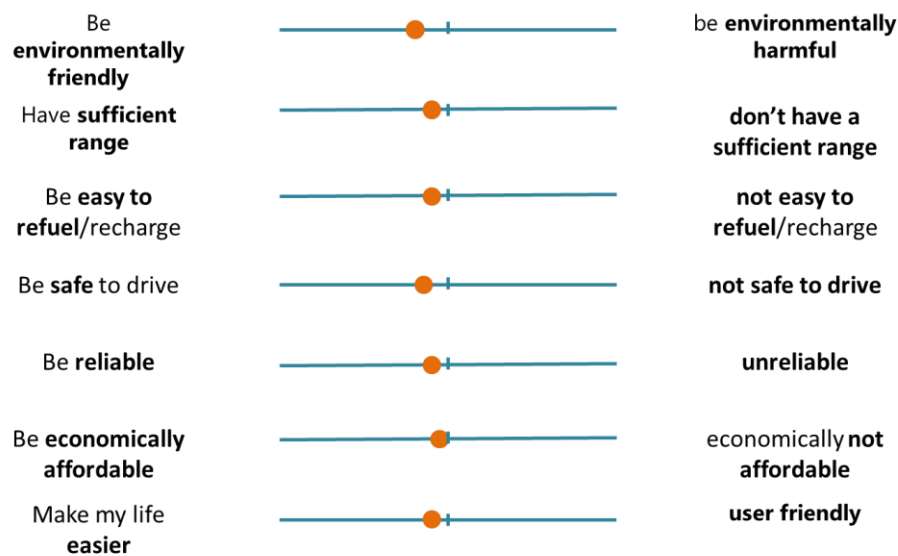 Be
environmentally
friendly
be environmentally
harmful
Have sufficient
range
don't have a
sufficient range
Be easy to
refuel/recharge
not easy to
refuel/recharge
Be safe to drive
not safe to drive
Be reliable
unreliable
Be economically
affordable
economically not
affordable
Make my life
easier
user friendly